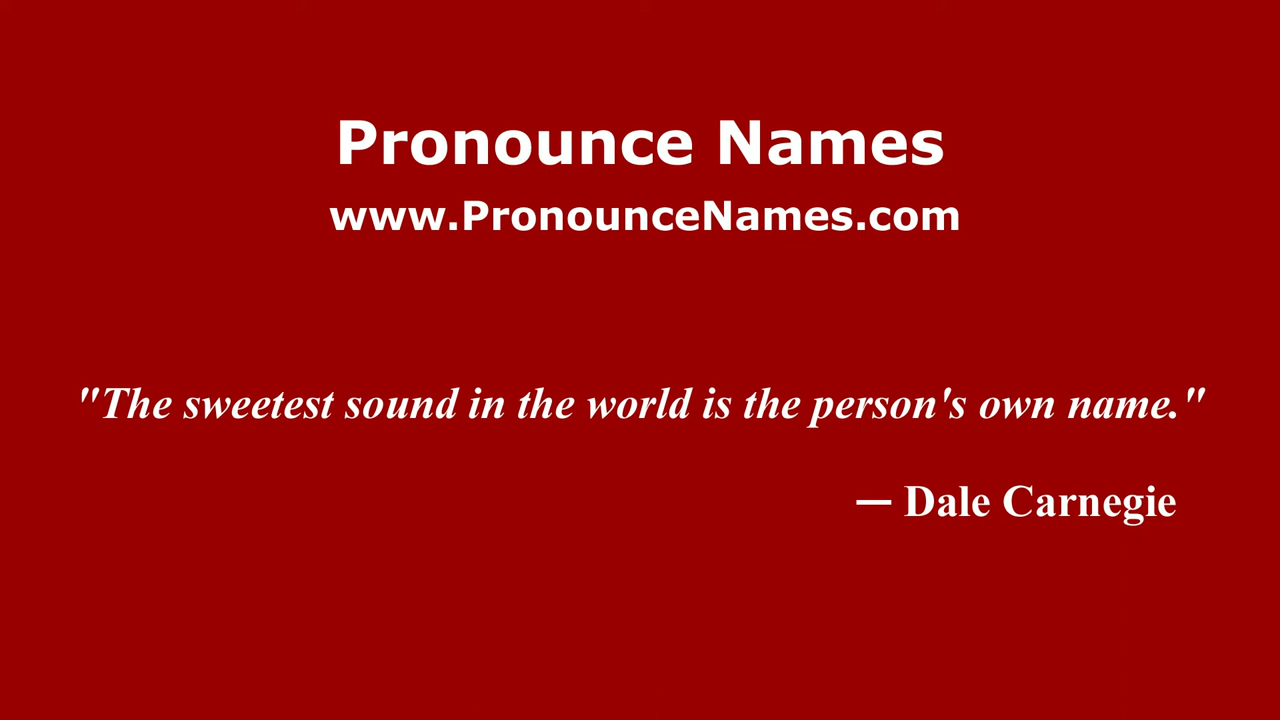 Pronounce Names
www.PronounceNames.com
"The sweetest sound in the world is the person's own name."
— Dale Carnegie